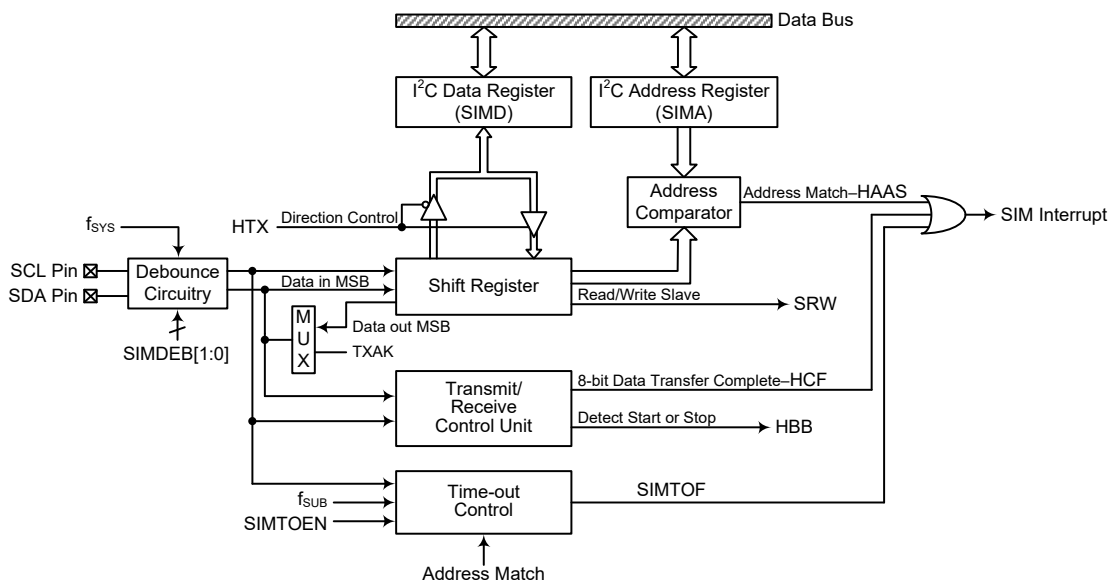 Data Bus
I²C Data Register
(SIMD)
I²C Address Register
(SIMA)
Address
Comparator
Address Match–HAAS
SIM Interrupt
HTX
Direction Control
fSYS
SCL Pin
SDA Pin
Debounce
Circuitry
SIMDEB[1:0]
Data in MSB
Shift Register
Read/Write Slave
SRW
M
U
X
Data out MSB
TXAK
Transmit/
Receive
Control Unit
8-bit Data Transfer Complete–HCF
Detect Start or Stop
HBB
fSUB
SIMTOEN
Time-out
Control
SIMTOF
Address Match